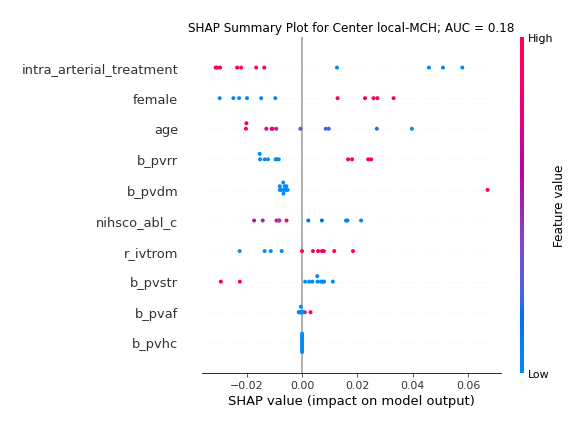 SHAP Summary Plot for Center local-MCH; AUC = 0.18
High
intra_arterial_treatment
female
age
b_pvrr
b_pvdm
nihsco_abl_c
r_ivtrom
b_pvstr
b_pvaf
b_pvhc
Feature value
Low
−0.02 0.00 0.02 0.04 0.06
SHAP value (impact on model output)